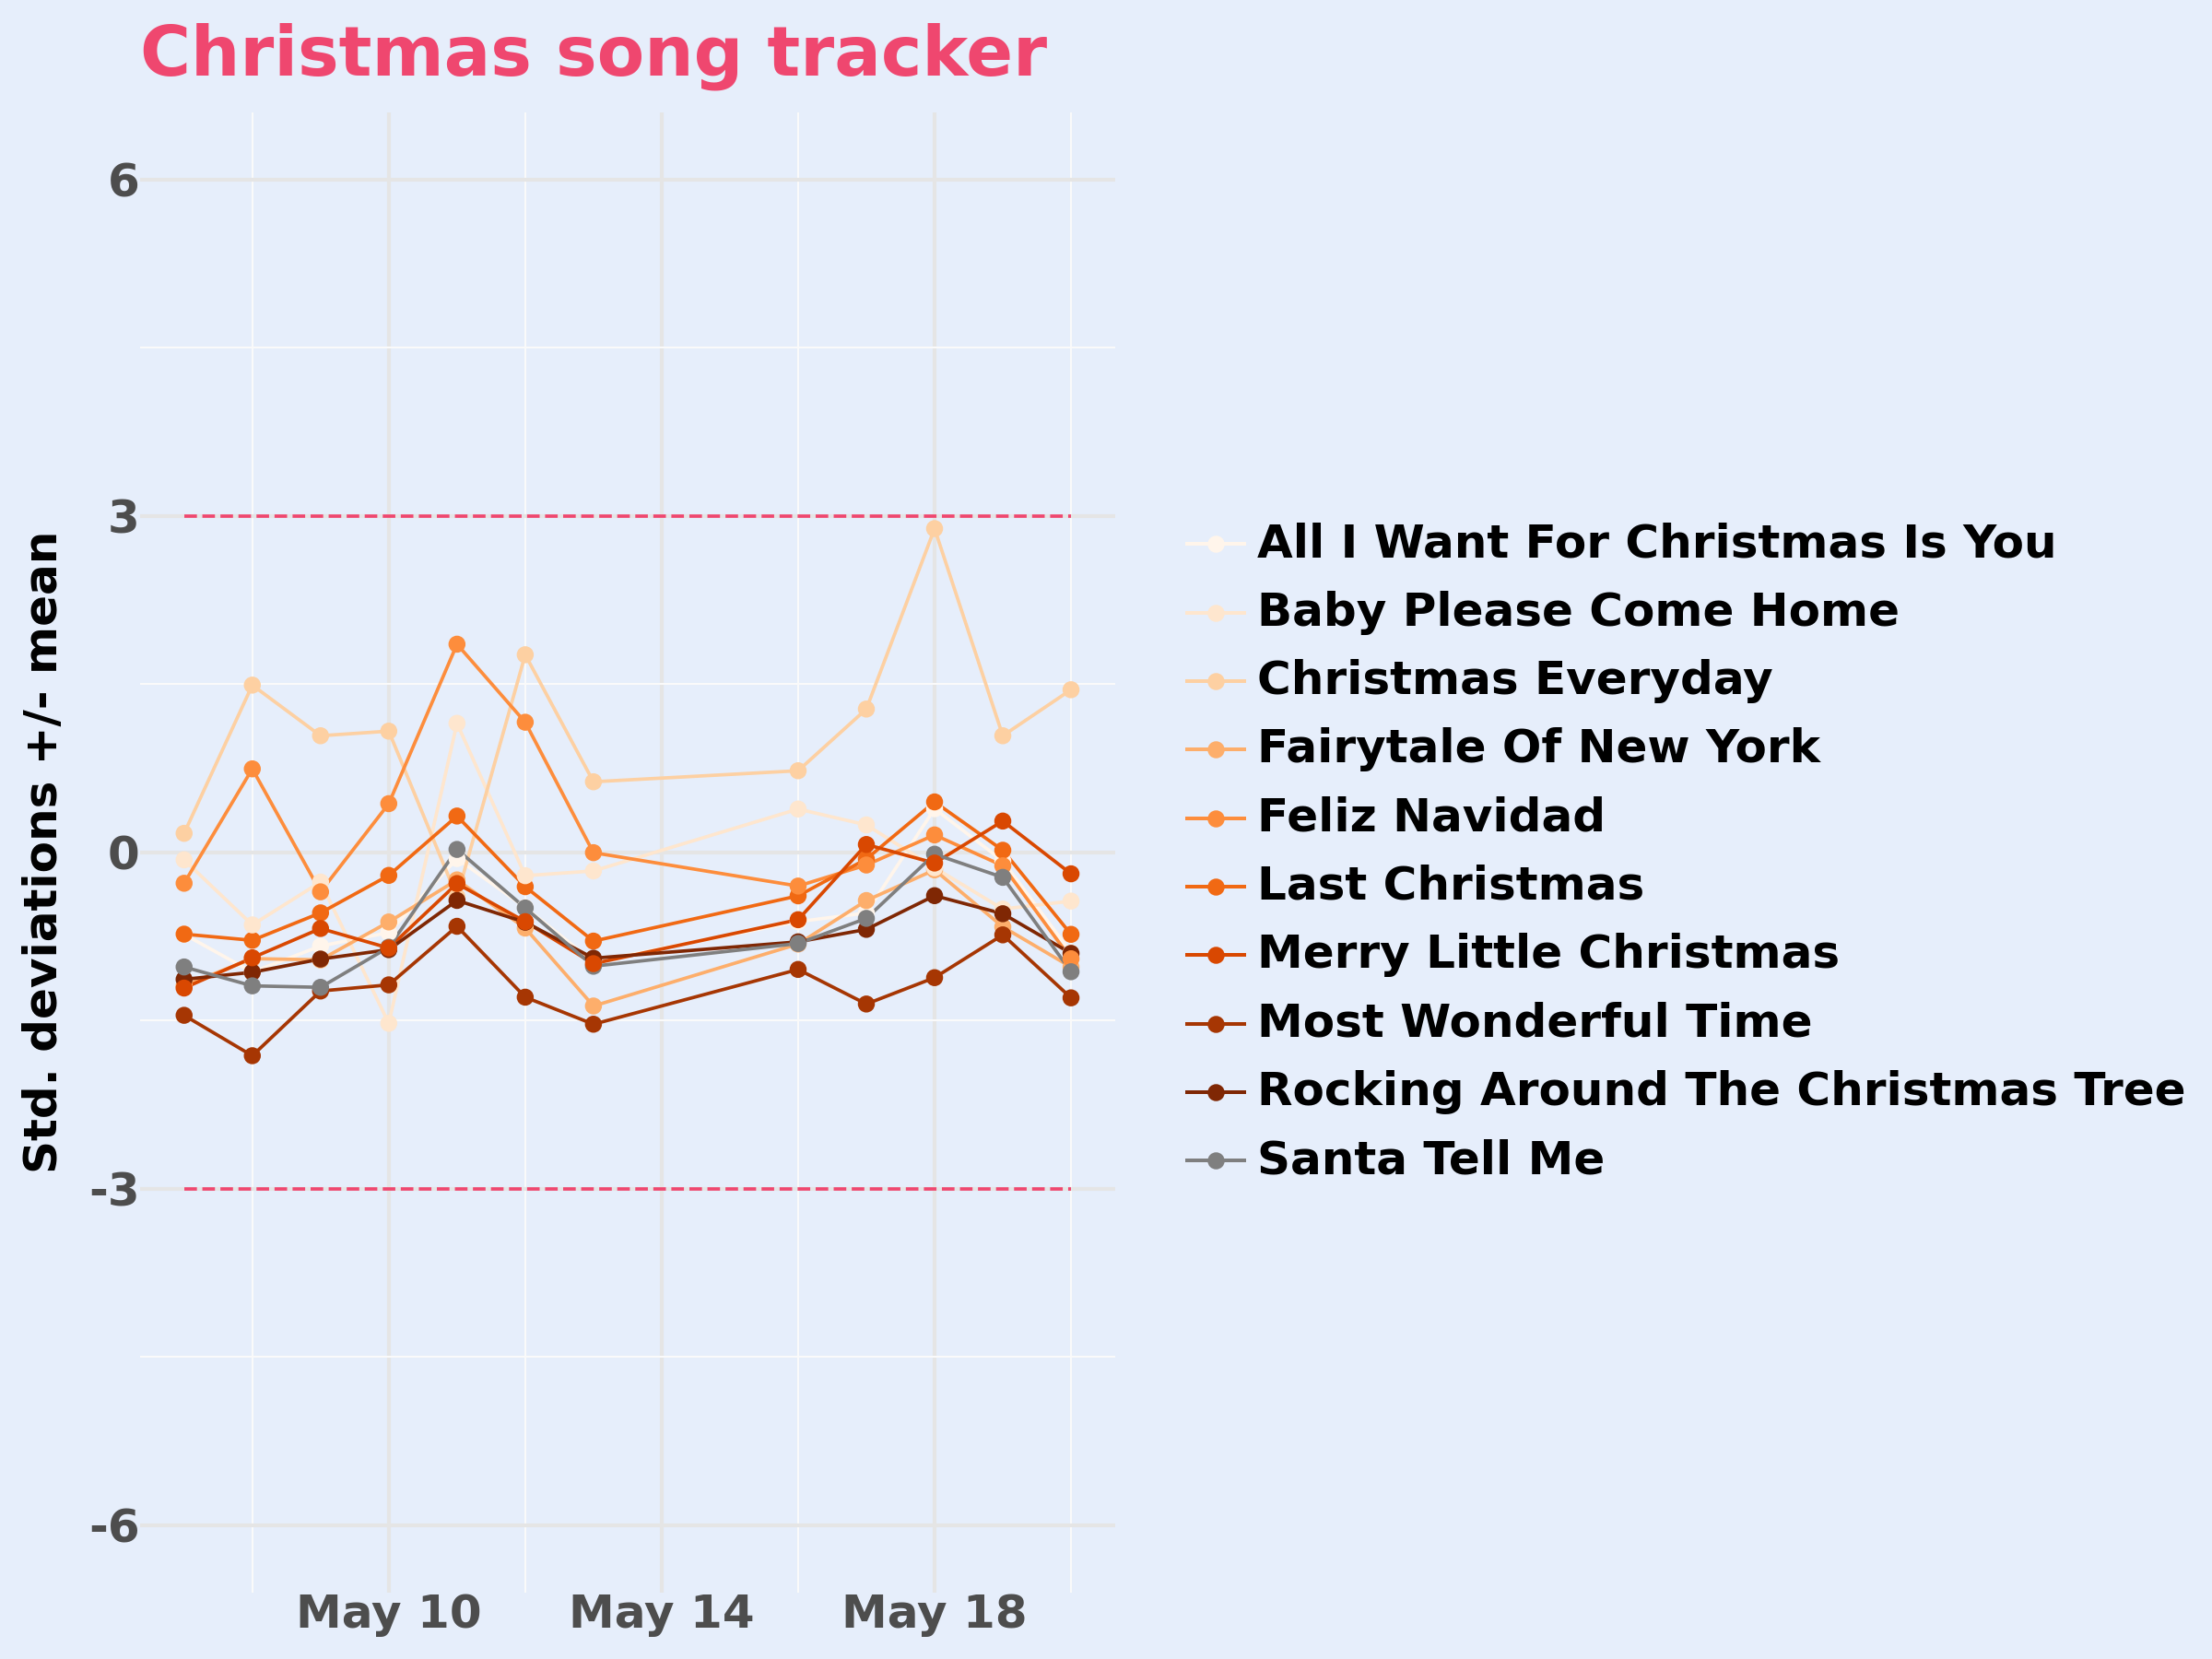 Christmas song tracker
Std. deviations +/- mean
6
3
0
-3
-6
May 10
May 14
May 18
All I Want For Christmas Is You
Baby Please Come Home
Christmas Everyday
Fairytale Of New York
Feliz Navidad
Last Christmas
Merry Little Christmas
Most Wonderful Time
Rocking Around The Christmas Tree
Santa Tell Me